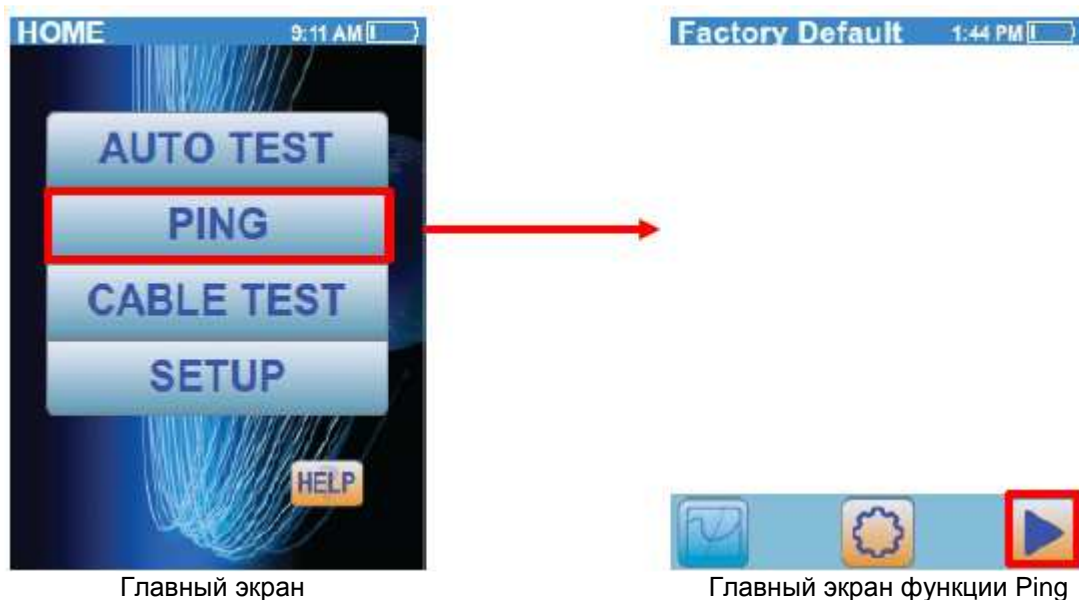 HOME 9:11 AM
AUTO TEST
PING
CABLE TEST
SETUP
HELP
Главный экран
Factory Default 1:44 PM
Главный экран функции Ping